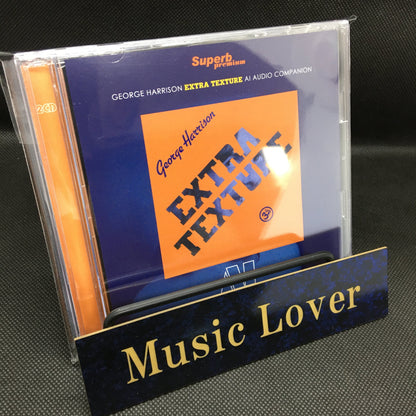 Superb
premium
GEORGE HARRISON EXTRA TEXTURE AI AUDIO COMPANION
2CD
George Harrison
EXTRA
TEXTURE
Music Lover